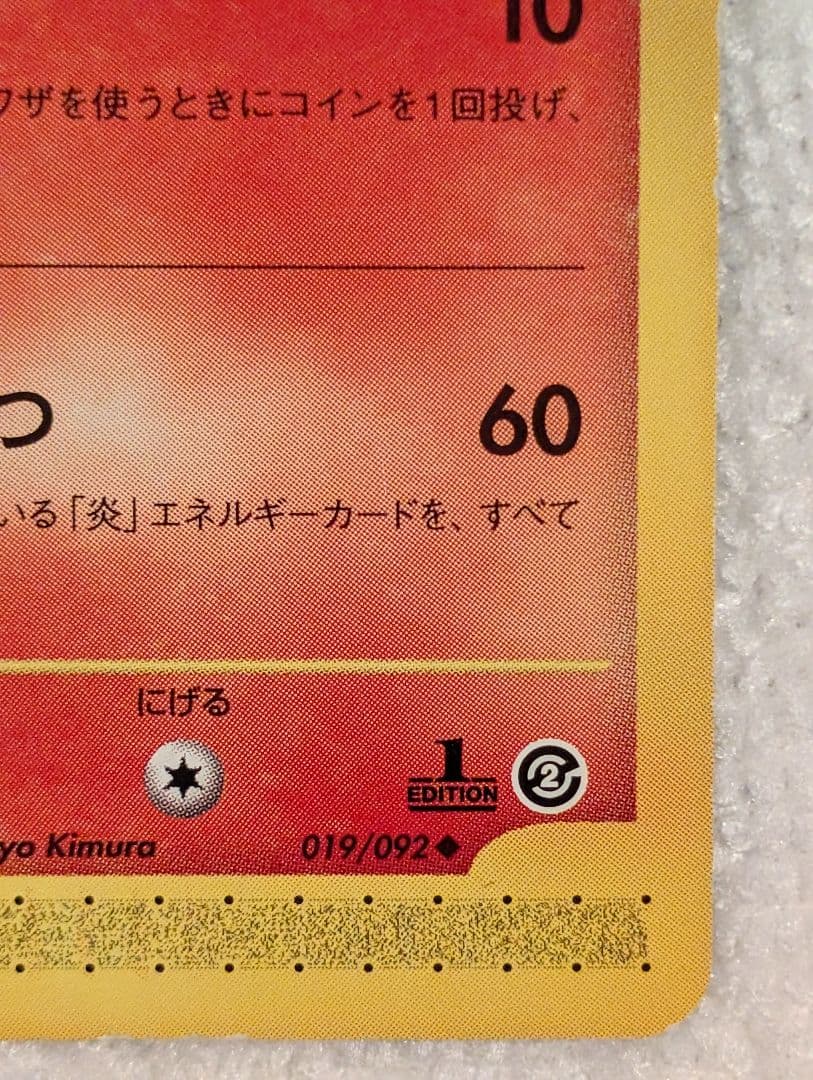 10
ワザを使うときにコインを1回投げ、
つ 60
いる「炎」エネルギーカードを、すべて
にげる
1
EDITION
2
yo Kimura 019/092◆